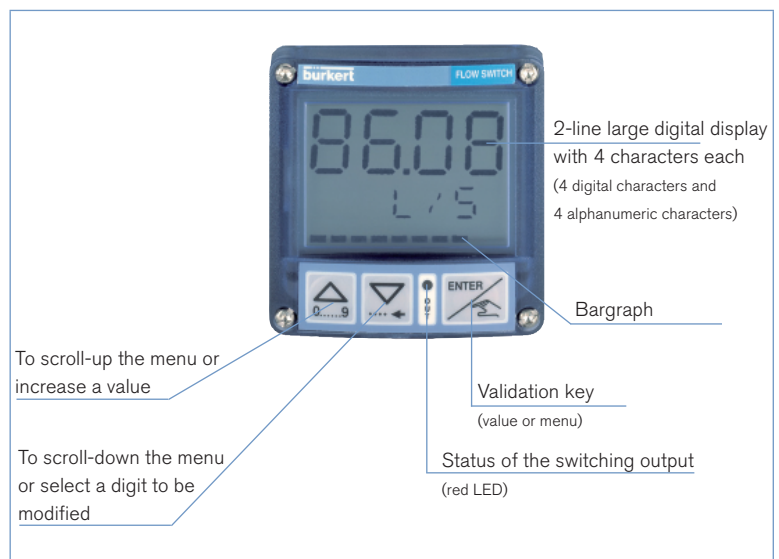 burkert
FLOW SWITCH
86.08
L/S
2-line large digital display
with 4 characters each
(4 digital characters and
4 alphanumeric characters)
0......9
OUT
ENTER
Bargraph
To scroll-up the menu or
increase a value
Validation key
(value or menu)
To scroll-down the menu
or select a digit to be
modified
Status of the switching output
(red LED)